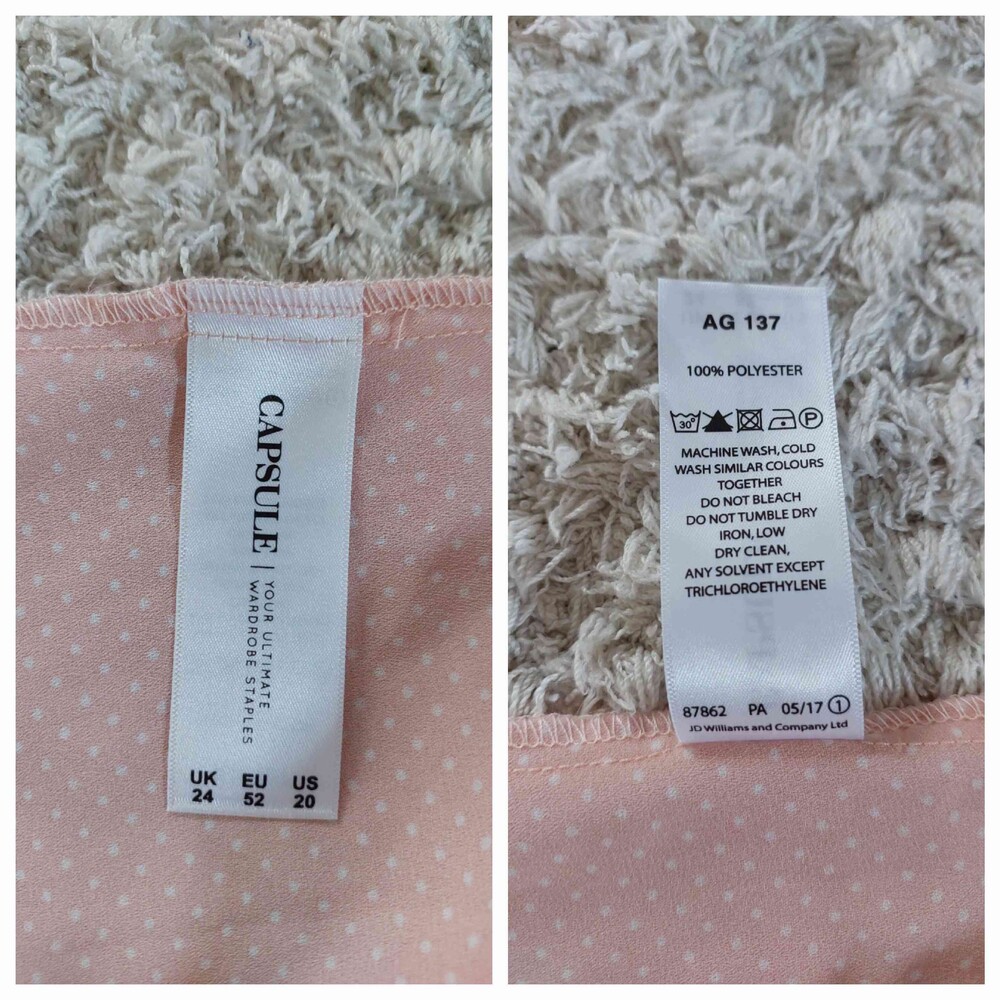 CAPSULE | YOUR ULTIMATE
WARDROBE STAPLES
UK EU US
24 52 20
AG 137
100% POLYESTER
30°
P
MACHINE WASH, COLD
WASH SIMILAR COLOURS
TOGETHER
DO NOT BLEACH
DO NOT TUMBLE DRY
IRON, LOW
DRY CLEAN,
ANY SOLVENT EXCEPT
TRICHLOROETHYLENE
87862 PA 05/17 1
JD Williams and Company Ltd